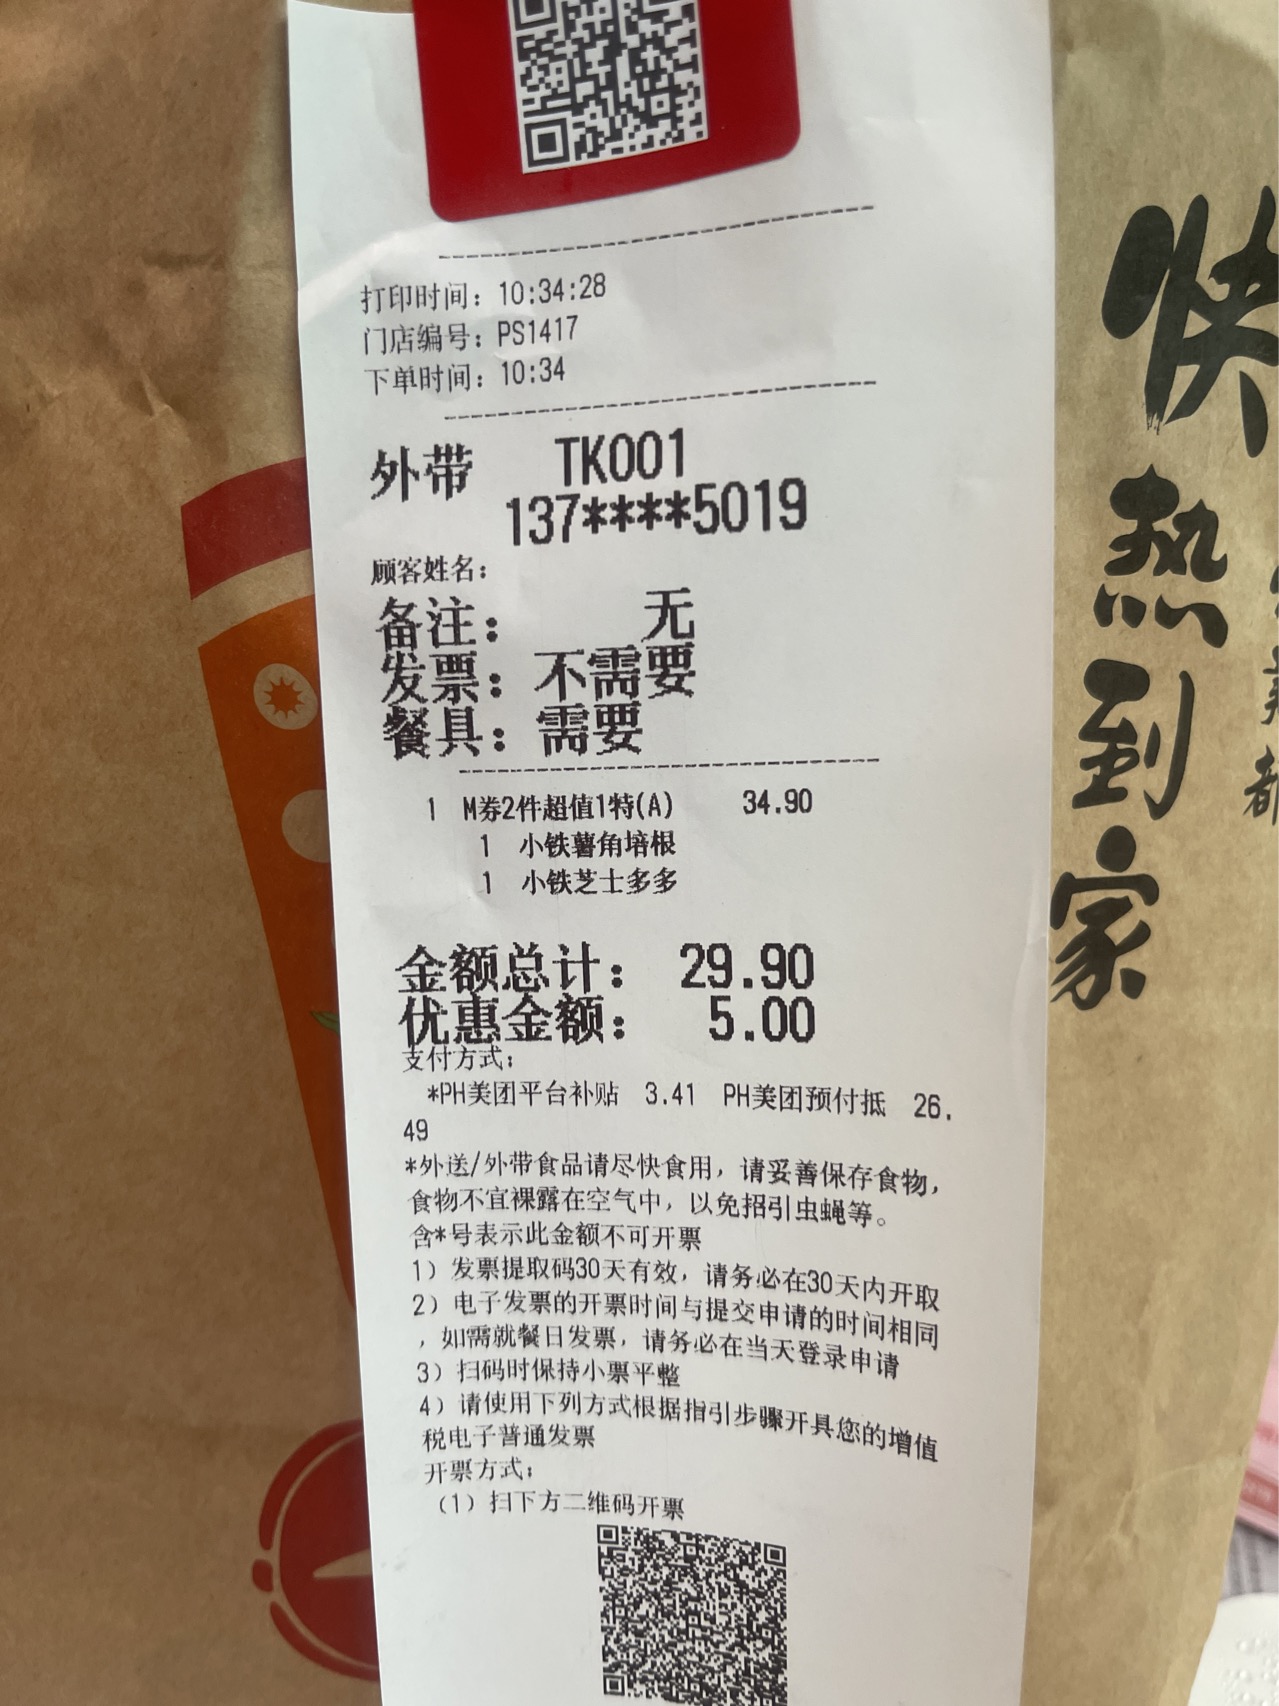 打印时间：10:34:28
门店编号：PS1417
下单时间：10:34
外带 TK001
137****5019
顾客姓名：
备注： 无
发票：不需要
餐具：需要
1 M券2件超值1特(A) 34.90
1 小铁薯角培根
1 小铁芝士多多
金额总计： 29.90
优惠金额： 5.00
支付方式：
*PH美团平台补贴 3.41 PH美团预付抵 26.
49
*外送/外带食品请尽快食用，请妥善保存食物，
食物不宜裸露在空气中，以免招引虫蝇等。
含*号表示此金额不可开票
1）发票提取码30天有效，请务必在30天内开取
2）电子发票的开票时间与提交申请的时间相同
，如需就餐日发票，请务必在当天登录申请
3）扫码时保持小票平整
4）请使用下列方式根据指引步骤开具您的增值
税电子普通发票
开票方式：
（1）扫下方二维码开票
快
热
到
家
都